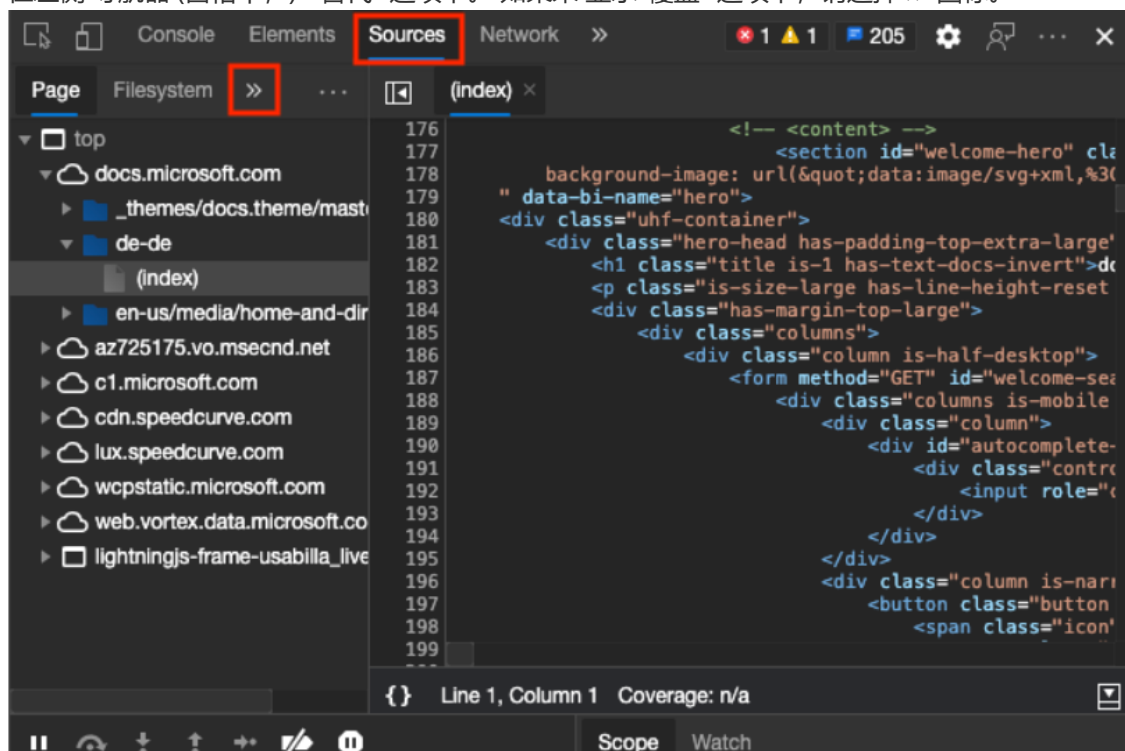 Console Elements Sources Network » 1 1 205 ··· ×
Page Filesystem » ··· (index) ×
top
docs.microsoft.com
_themes/docs.theme/mast
de-de
(index)
en-us/media/home-and-dir
az725175.vo.msecnd.net
c1.microsoft.com
cdn.speedcurve.com
lux.speedcurve.com
wcpstatic.microsoft.com
web.vortex.data.microsoft.co
lightningjs-frame-usabilla_live
176 <!-- <content> -->
177 <section id="welcome-hero" cla
178 background-image: url(&quot;data:image/svg+xml,%3C
179 " data-bi-name="hero">
180 <div class="uhf-container">
181 <div class="hero-head has-padding-top-extra-large"
182 <h1 class="title is-1 has-text-docs-invert">do
183 <p class="is-size-large has-line-height-reset
184 <div class="has-margin-top-large">
185 <div class="columns">
186 <div class="column is-half-desktop">
187 <form method="GET" id="welcome-sea
188 <div class="columns is-mobile
189 <div class="column">
190 <div id="autocomplete-
191 <div class="contro
192 <input role="c
193 </div>
194 </div>
195 </div>
196 <div class="column is-narr
197 <button class="button
198 <span class="icon"
199
{} Line 1, Column 1 Coverage: n/a
Scope Watch